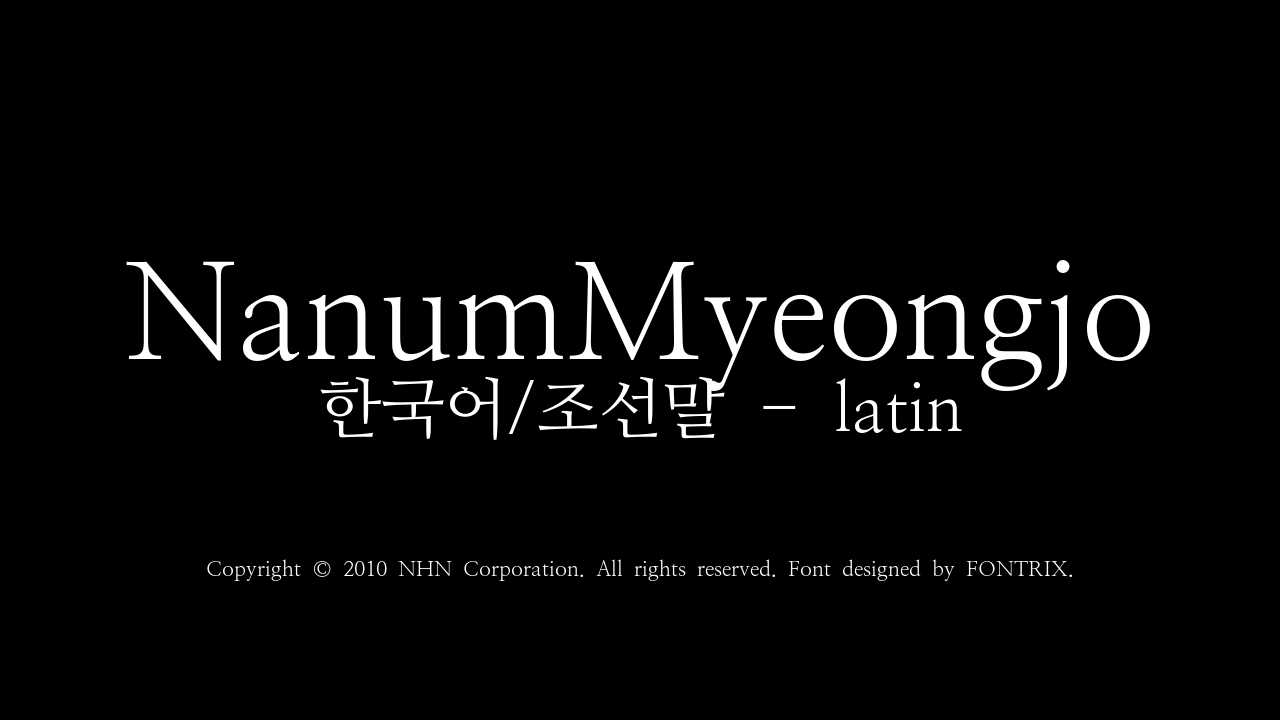 NanumMyeongjo
한국어/조선말 - latin
Copyright © 2010 NHN Corporation. All rights reserved. Font designed by FONTRIX.